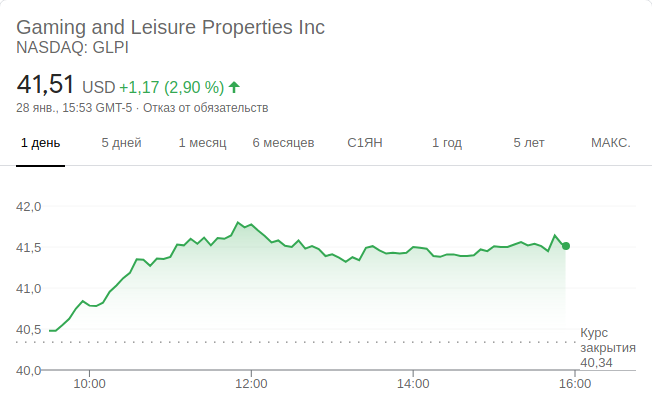 Gaming and Leisure Properties Inc
NASDAQ: GLPI
41,51 USD +1,17 (2,90 %)
28 янв., 15:53 GMT-5 · Отказ от обязательств
1 день 5 дней 1 месяц 6 месяцев С1ЯН 1 год 5 лет МАКС.
42,0
41,5
41,0
40,5
40,0
Курс
закрытия
40,34
10:00 12:00 14:00 16:00